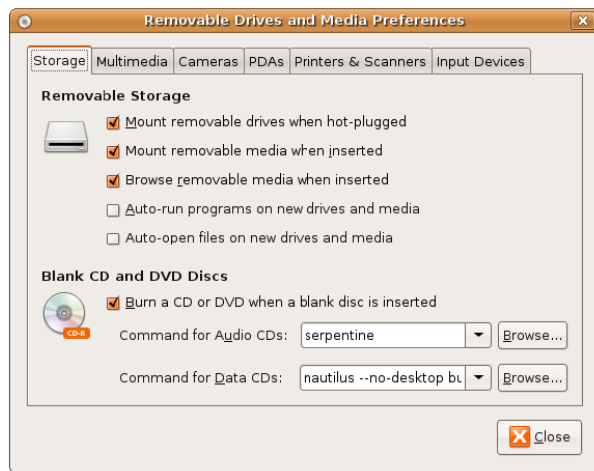 Removable Drives and Media Preferences
Storage Multimedia Cameras PDAs Printers & Scanners Input Devices
Removable Storage
Mount removable drives when hot-plugged
Mount removable media when inserted
Browse removable media when inserted
Auto-run programs on new drives and media
Auto-open files on new drives and media
Blank CD and DVD Discs
Burn a CD or DVD when a blank disc is inserted
CD-R
Command for Audio CDs: serpentine Browse...
Command for Data CDs: nautilus --no-desktop bu Browse...
Close